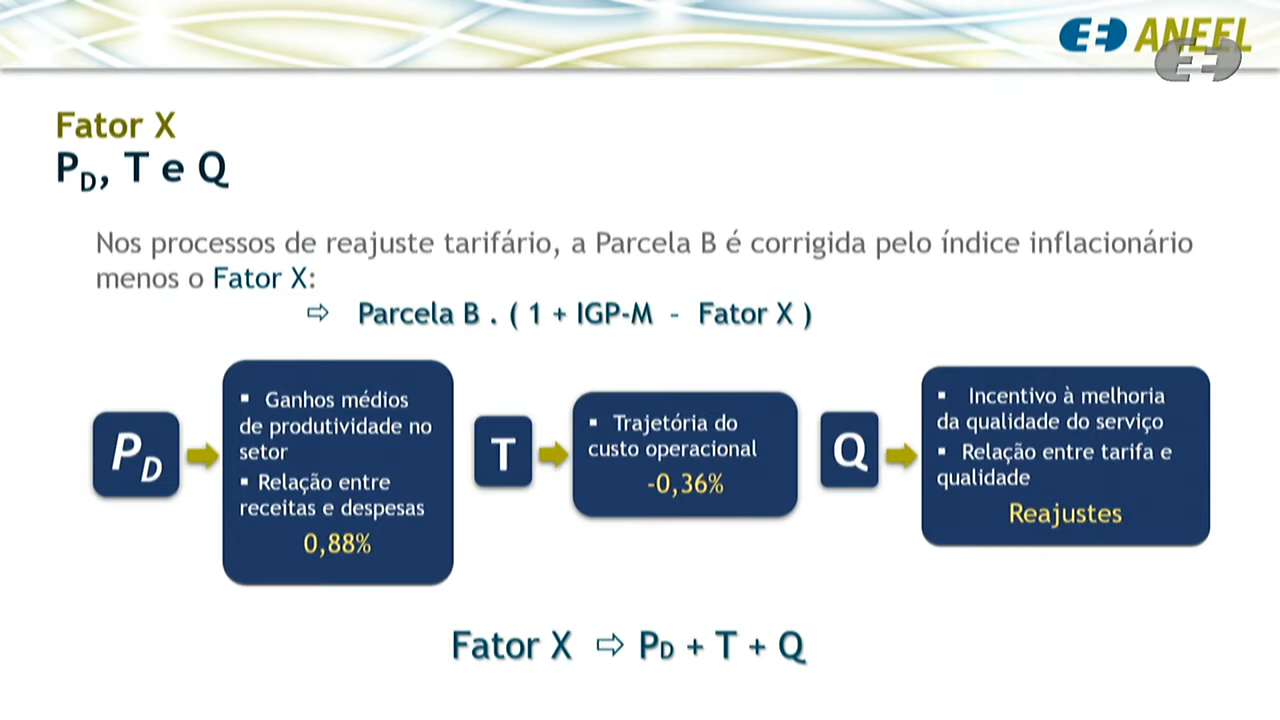 ANEEL
Fator X
PD, T e Q
Nos processos de reajuste tarifário, a Parcela B é corrigida pelo índice inflacionário
menos o Fator X:
⇨ Parcela B . ( 1 + IGP-M - Fator X )
PD
▪ Ganhos médios
de produtividade no
setor
▪ Relação entre
receitas e despesas
0,88%
T
▪ Trajetória do
custo operacional
-0,36%
Q
▪ Incentivo à melhoria
da qualidade do serviço
▪ Relação entre tarifa e
qualidade
Reajustes
Fator X ⇨ PD + T + Q